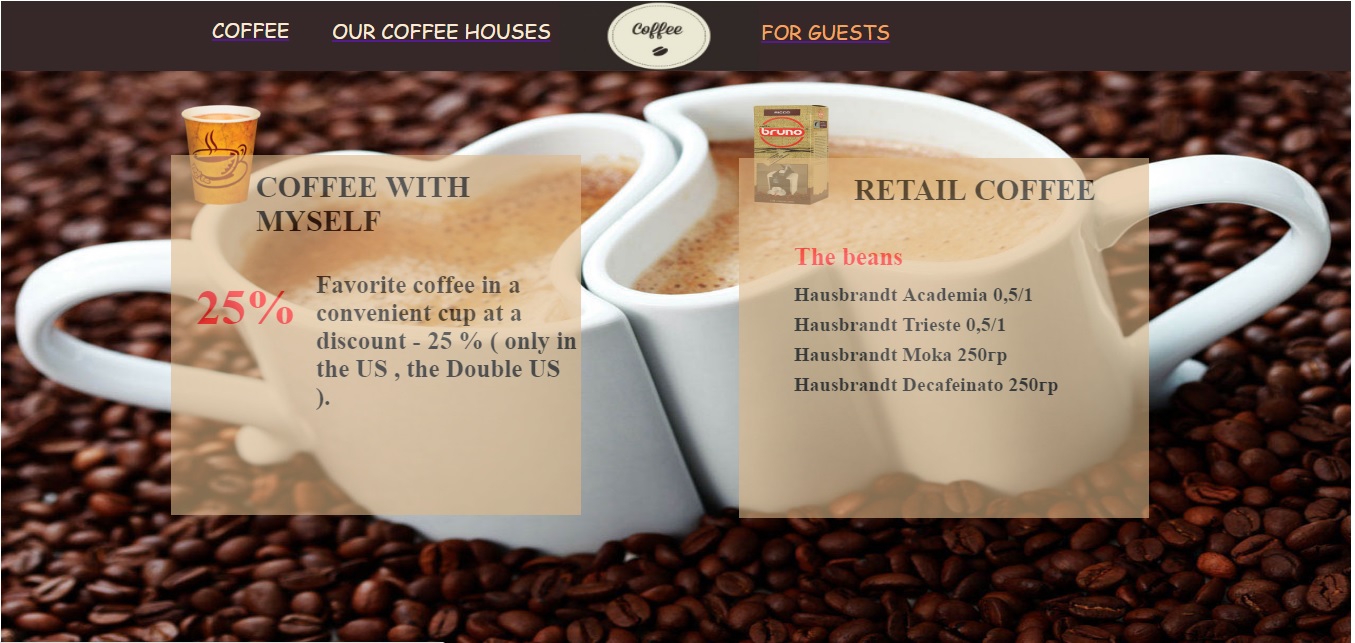 COFFEE
OUR COFFEE HOUSES
Coffee
FOR GUESTS
COFFEE WITH
MYSELF
25%
Favorite coffee in a
convenient cup at a
discount - 25 % ( only in
the US , the Double US
).
bruno
RETAIL COFFEE
The beans
Hausbrandt Academia 0,5/1
Hausbrandt Trieste 0,5/1
Hausbrandt Moka 250гр
Hausbrandt Decafeinato 250гр